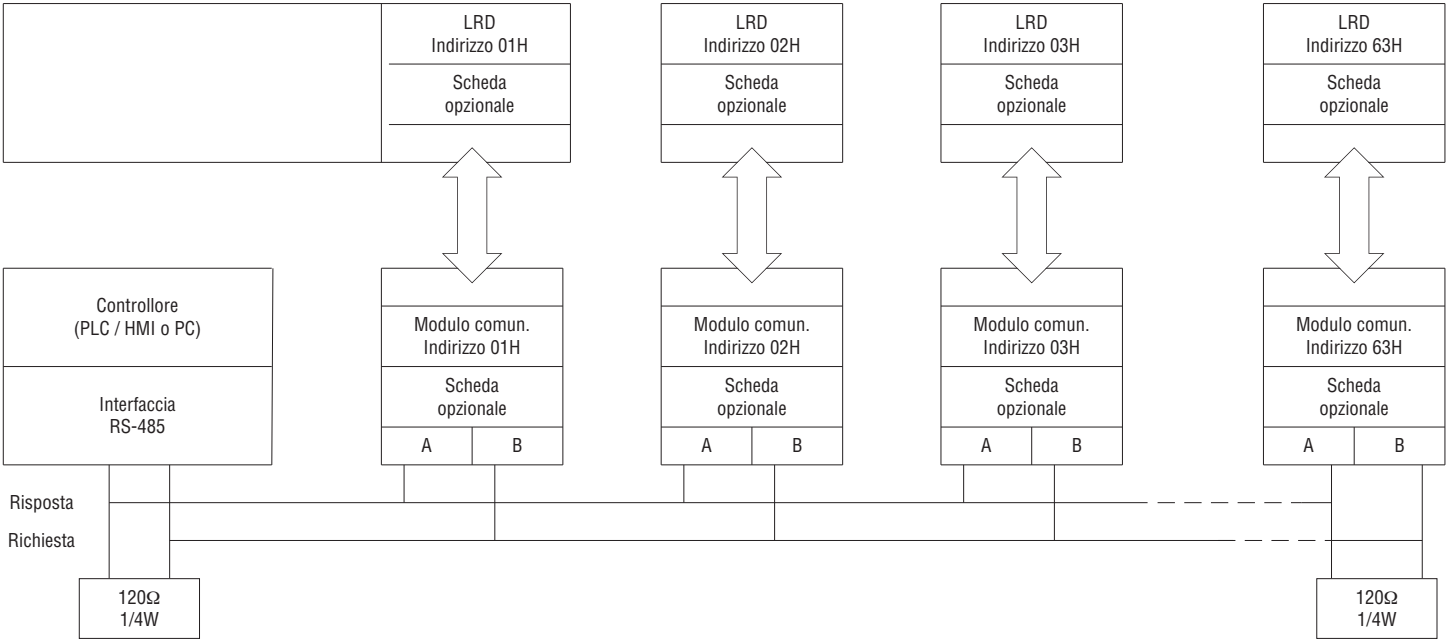 LRD
Indirizzo 01H
Scheda
opzionale
LRD
Indirizzo 02H
Scheda
opzionale
LRD
Indirizzo 03H
Scheda
opzionale
LRD
Indirizzo 63H
Scheda
opzionale
Controllore
(PLC / HMI o PC)
Interfaccia
RS-485
Modulo comun.
Indirizzo 01H
Scheda
opzionale
A
B
Modulo comun.
Indirizzo 02H
Scheda
opzionale
A
B
Modulo comun.
Indirizzo 03H
Scheda
opzionale
A
B
Modulo comun.
Indirizzo 63H
Scheda
opzionale
A
B
Risposta
Richiesta
120Ω
1/4W
120Ω
1/4W